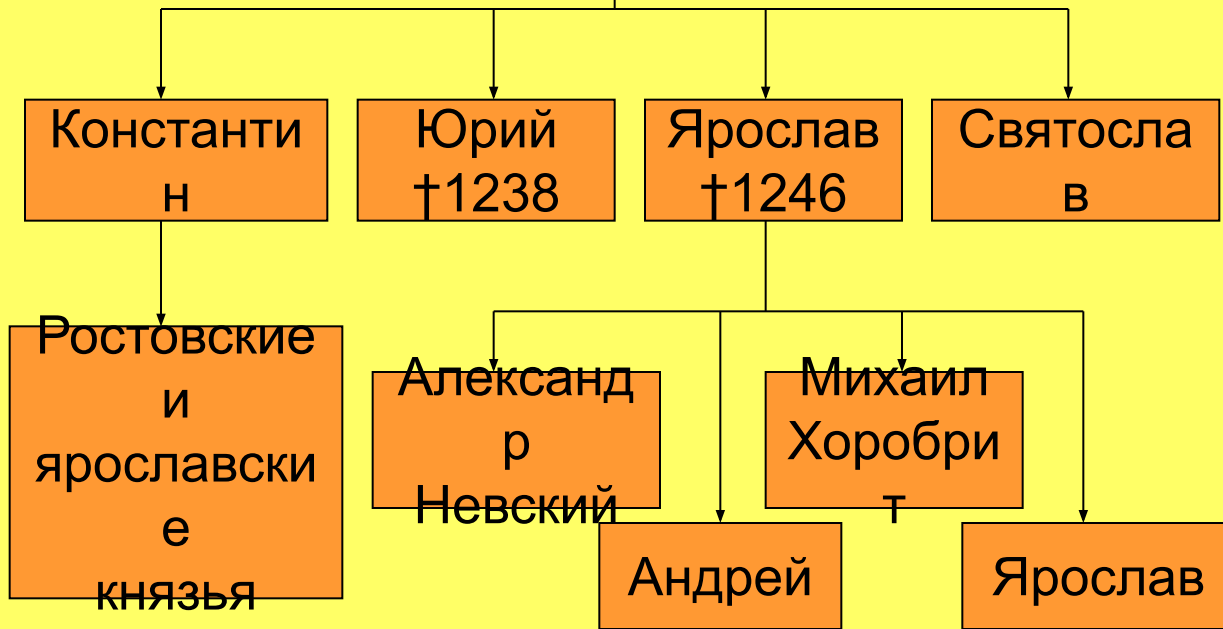 Константи
н
Юрий
†1238
Ярослав
†1246
Святосла
в
Ростовские
и
ярославски
е
князья
Александ
р
Невский
Михаил
Хоробри
т
Андрей
Ярослав